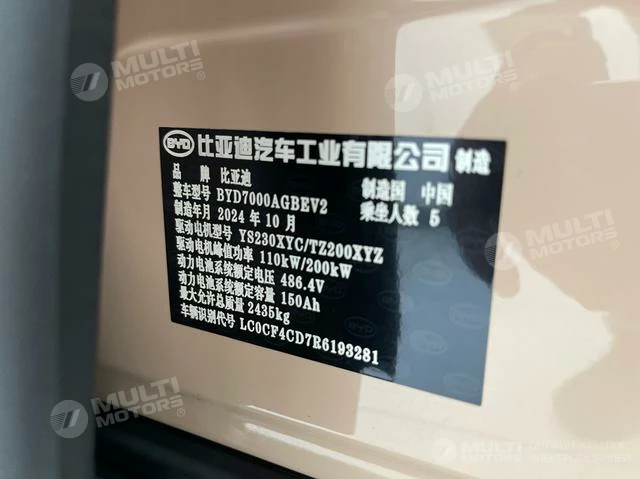 MULTI MOTORS
MULTI MOTORS
BYD 比亚迪汽车工业有限公司 制造
品 牌 比亚迪 制造国 中国
整车型号 BYD7000AGBEV2 乘坐人数 5
制造年月 2024 年 10 月
驱动电机型号 YS230XYC/TZ200XYZ
驱动电机峰值功率 110kW/200kW
动力电池系统额定电压 486.4V
动力电池系统额定容量 150Ah
最大允许总质量 2435kg
车辆识别代号 LC0CF4CD7R6193281
MULTI MOTORS
MULTI MOTORS
MULTI MOTORS
MULTI MOTORS